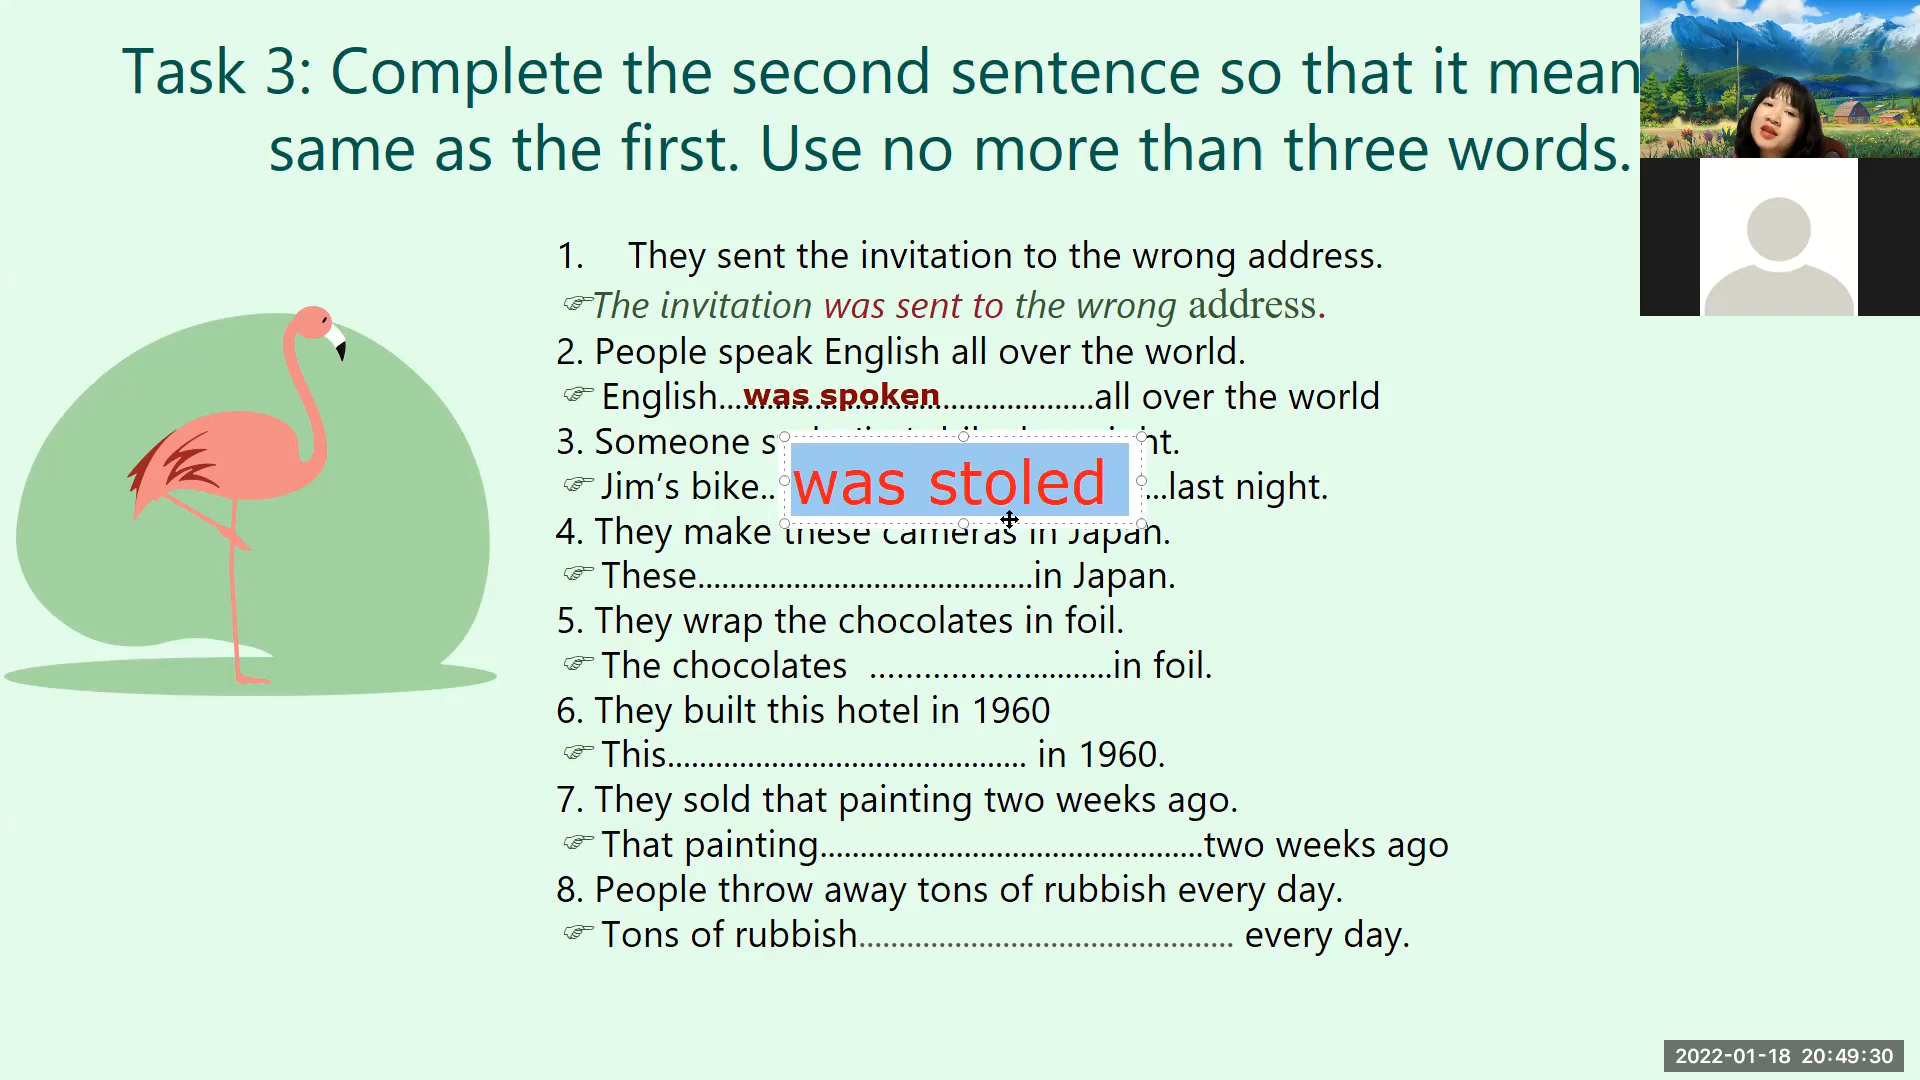 Task 3: Complete the second sentence so that it mean
same as the first. Use no more than three words.
1. They sent the invitation to the wrong address.
☞The invitation was sent to the wrong address.
2. People speak English all over the world.
☞English...was spoken...................all over the world
3. Someone s
☞Jim’s bike.. was stoled ...last night.
4. They make these cameras in Japan.
☞These..........................................in Japan.
5. They wrap the chocolates in foil.
☞The chocolates ..............................in foil.
6. They built this hotel in 1960
☞This............................................. in 1960.
7. They sold that painting two weeks ago.
☞That painting................................................two weeks ago
8. People throw away tons of rubbish every day.
☞Tons of rubbish............................................... every day.
2022-01-18 20:49:30